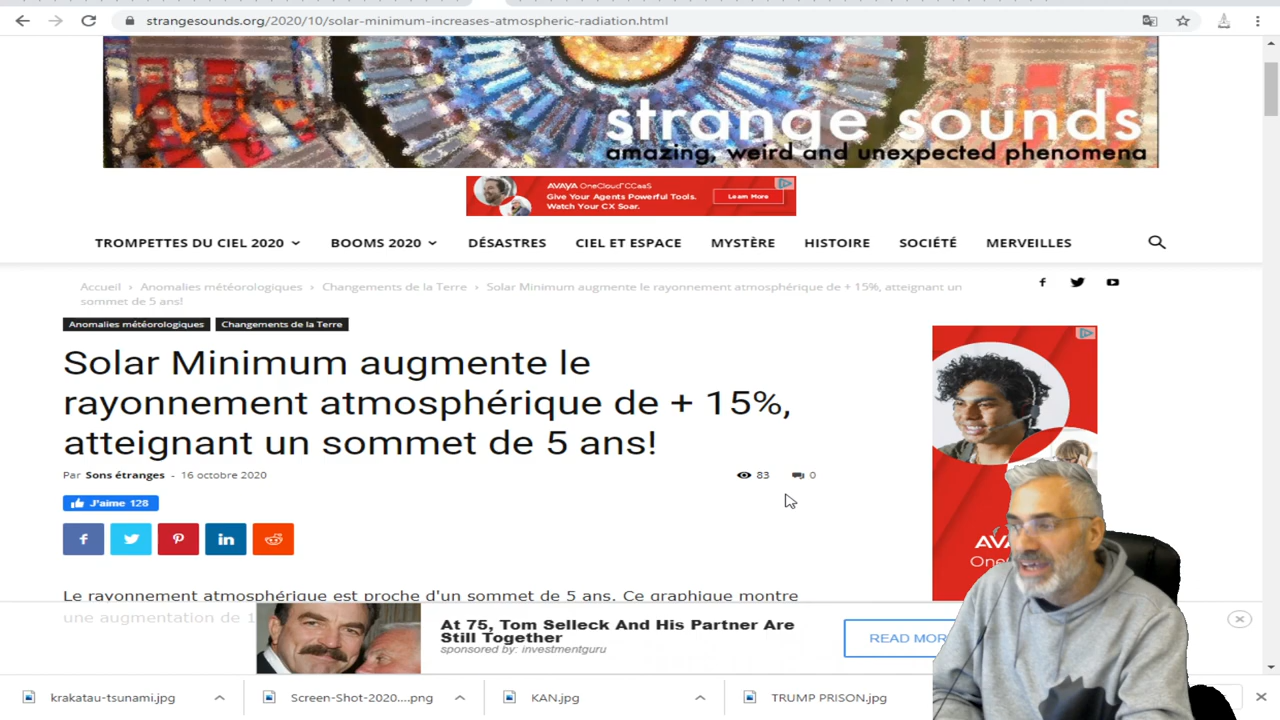 strangesounds.org/2020/10/solar-minimum-increases-atmospheric-radiation.html
strange sounds
amazing, weird and unexpected phenomena
AVAYA OneCloud CCaaS
Give Your Agents Powerful Tools.
Watch Your CX Soar.
Learn More
TROMPETTES DU CIEL 2020
BOOMS 2020
DÉSASTRES
CIEL ET ESPACE
MYSTÈRE
HISTOIRE
SOCIÉTÉ
MERVEILLES
Accueil › Anomalies météorologiques › Changements de la Terre › Solar Minimum augmente le rayonnement atmosphérique de + 15%, atteignant un
sommet de 5 ans!
Anomalies météorologiques
Changements de la Terre
Solar Minimum augmente le
rayonnement atmosphérique de + 15%,
atteignant un sommet de 5 ans!
Par Sons étranges - 16 octobre 2020
83
0
J'aime 128
Le rayonnement atmosphérique est proche d'un sommet de 5 ans. Ce graphique montre
une augmentation de 1
At 75, Tom Selleck And His Partner Are
Still Together
sponsored by: investmentguru
READ MOR
krakatau-tsunami.jpg
Screen-Shot-2020....png
KAN.jpg
TRUMP PRISON.jpg